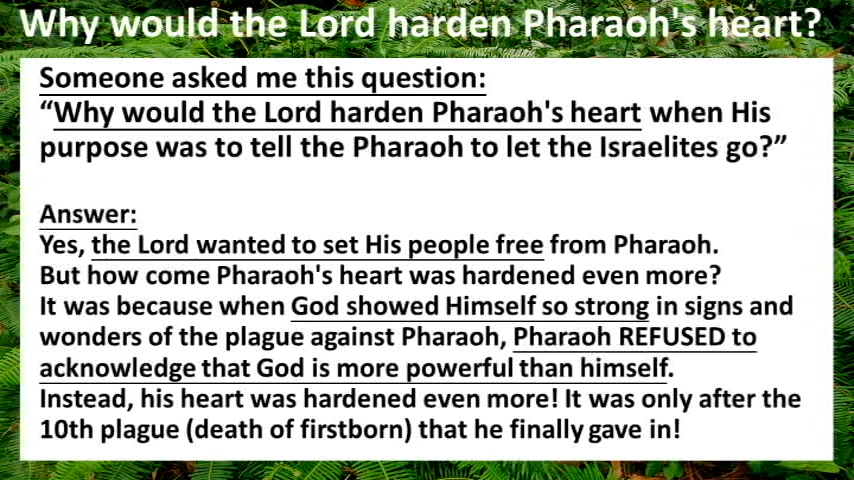 Why would the Lord harden Pharaoh's heart?
Someone asked me this question:
“Why would the Lord harden Pharaoh's heart when His
purpose was to tell the Pharaoh to let the Israelites go?”
Answer:
Yes, the Lord wanted to set His people free from Pharaoh.
But how come Pharaoh's heart was hardened even more?
It was because when God showed Himself so strong in signs and
wonders of the plague against Pharaoh, Pharaoh REFUSED to
acknowledge that God is more powerful than himself.
Instead, his heart was hardened even more! It was only after the
10th plague (death of firstborn) that he finally gave in!